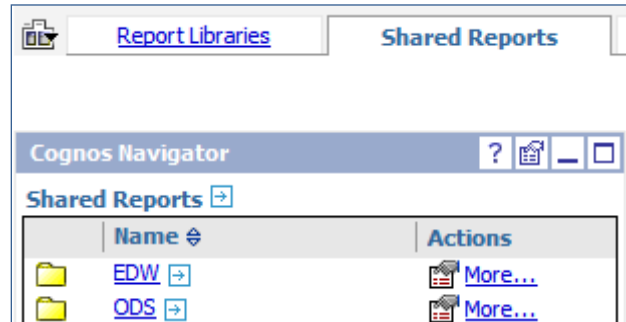 Report Libraries Shared Reports
Cognos Navigator ?
Shared Reports
Name Actions
EDW More...
ODS More...